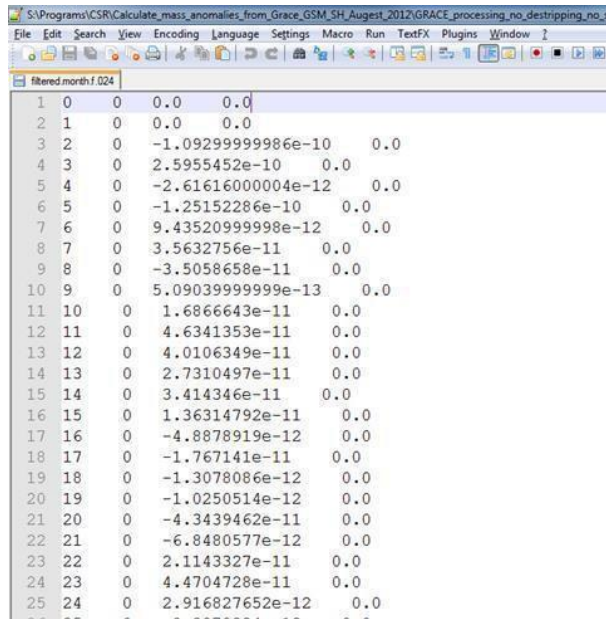 S:\Programs\CSR\Calculate_mass_anomalies_from_Grace_GSM_SH_Augest_2012\GRACE_processing_no_destripping_no_
File Edit Search View Encoding Language Settings Macro Run TextFX Plugins Window ?
filtered.month.f.024
1 0 0 0.0 0.0
2 1 0 0.0 0.0
3 2 0 -1.09299999986e-10 0.0
4 3 0 2.5955452e-10 0.0
5 4 0 -2.61616000004e-12 0.0
6 5 0 -1.25152286e-10 0.0
7 6 0 9.43520999998e-12 0.0
8 7 0 3.5632756e-11 0.0
9 8 0 -3.5058658e-11 0.0
10 9 0 5.09039999999e-13 0.0
11 10 0 1.6866643e-11 0.0
12 11 0 4.6341353e-11 0.0
13 12 0 4.0106349e-11 0.0
14 13 0 2.7310497e-11 0.0
15 14 0 3.414346e-11 0.0
16 15 0 1.36314792e-11 0.0
17 16 0 -4.8878919e-12 0.0
18 17 0 -1.767141e-11 0.0
19 18 0 -1.3078086e-12 0.0
20 19 0 -1.0250514e-12 0.0
21 20 0 -4.3439462e-11 0.0
22 21 0 -6.8480577e-12 0.0
23 22 0 2.1143327e-11 0.0
24 23 0 4.4704728e-11 0.0
25 24 0 2.916827652e-12 0.0